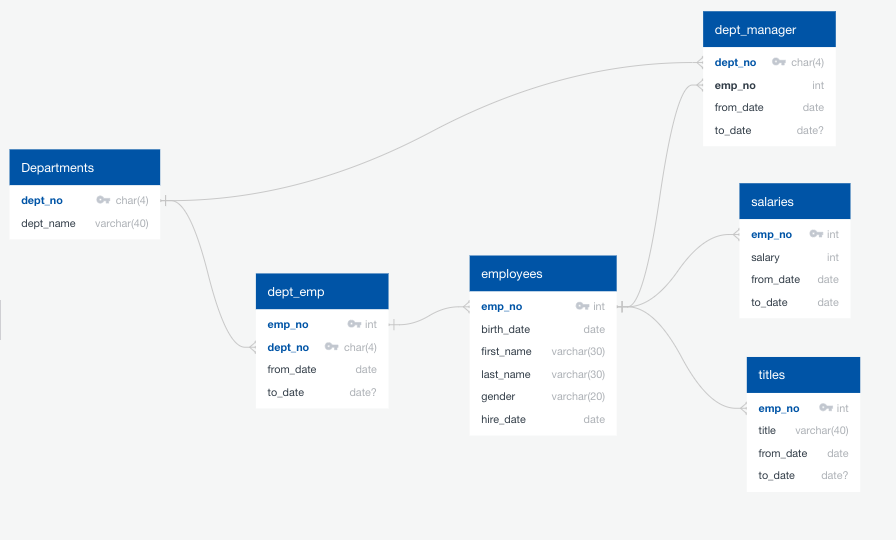 Departments
dept_no char(4)
dept_name varchar(40)
dept_emp
emp_no int
dept_no char(4)
from_date date
to_date date?
employees
emp_no int
birth_date date
first_name varchar(30)
last_name varchar(30)
gender varchar(20)
hire_date date
dept_manager
dept_no char(4)
emp_no int
from_date date
to_date date?
salaries
emp_no int
salary int
from_date date
to_date date
titles
emp_no int
title varchar(40)
from_date date
to_date date?